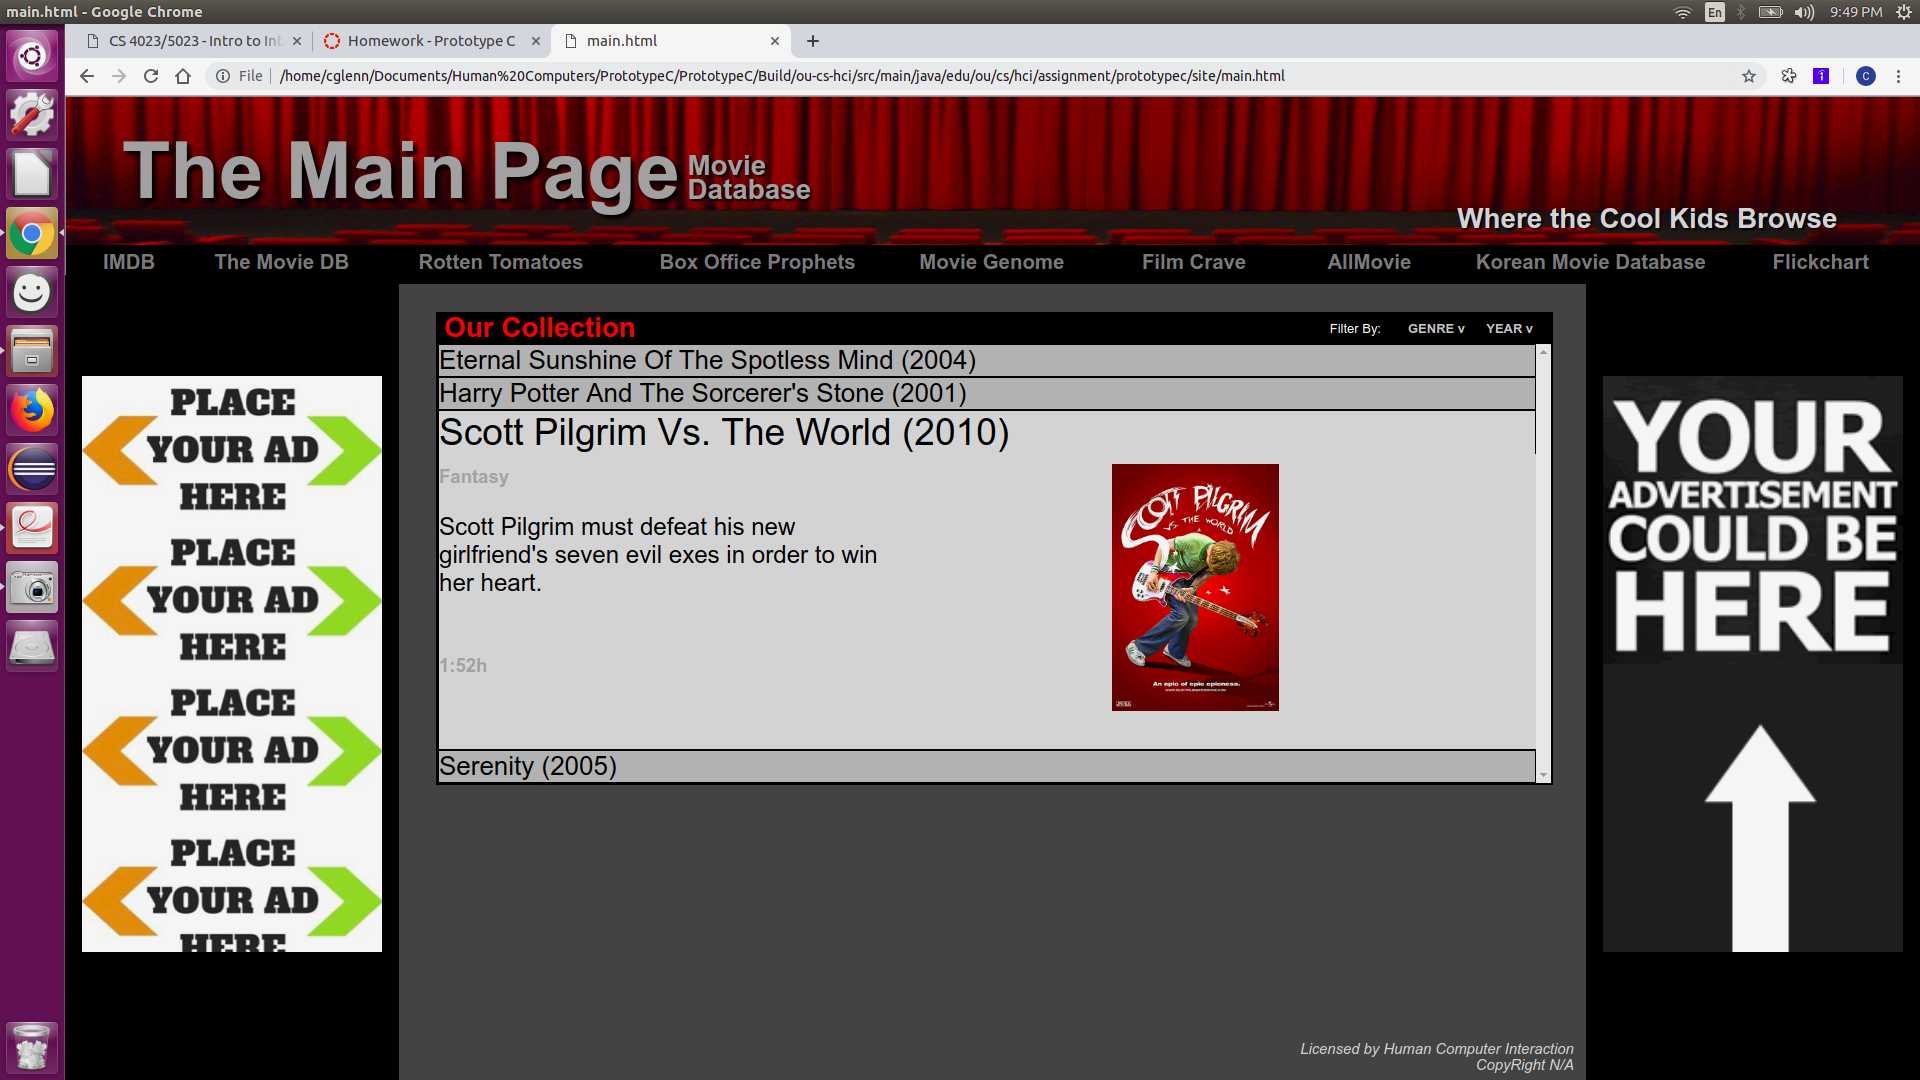 main.html - Google Chrome
En
9:49 PM
CS 4023/5023 - Intro to Int
Homework - Prototype C
main.html
File
/home/cglenn/Documents/Human%20Computers/PrototypeC/PrototypeC/Build/ou-cs-hci/src/main/java/edu/ou/cs/hci/assignment/prototypec/site/main.html
C
The Main Page
Movie
Database
Where the Cool Kids Browse
IMDB
The Movie DB
Rotten Tomatoes
Box Office Prophets
Movie Genome
Film Crave
AllMovie
Korean Movie Database
Flickchart
Our Collection
Filter By:
GENRE v
YEAR v
Eternal Sunshine Of The Spotless Mind (2004)
Harry Potter And The Sorcerer's Stone (2001)
Scott Pilgrim Vs. The World (2010)
Fantasy
Scott Pilgrim must defeat his new
girlfriend's seven evil exes in order to win
her heart.
1:52h
SCOTT PILGRIM
VS. THE WORLD
An epic of epic epicness.
Serenity (2005)
PLACE
YOUR AD
HERE
PLACE
YOUR AD
HERE
PLACE
YOUR AD
HERE
PLACE
YOUR AD
HERE
YOUR
ADVERTISEMENT
COULD BE
HERE
Licensed by Human Computer Interaction
CopyRight N/A